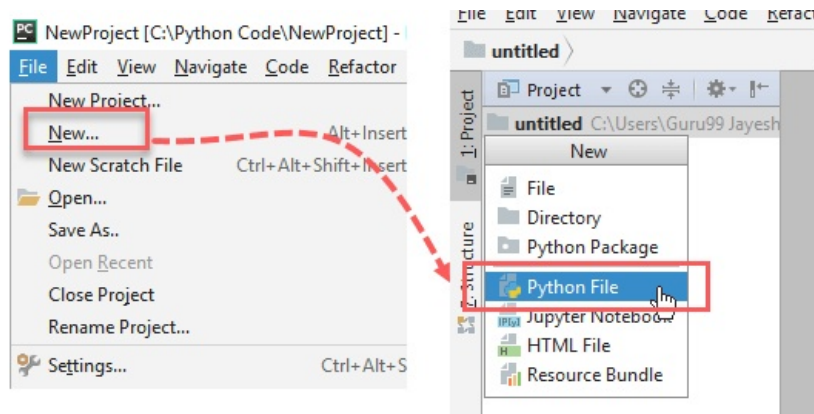 NewProject [C:\Python Code\NewProject] -
File Edit View Navigate Code Refactor
New Project...
New... Alt+Insert
New Scratch File Ctrl+Alt+Shift+Insert
Open...
Save As..
Open Recent
Close Project
Rename Project...
Settings... Ctrl+Alt+S
File Edit View Navigate Code Refact
untitled
Project
untitled C:\Users\Guru99 Jayesh
New
File
Directory
Python Package
Python File
Jupyter Notebook
HTML File
Resource Bundle
1: Project
7: Structure